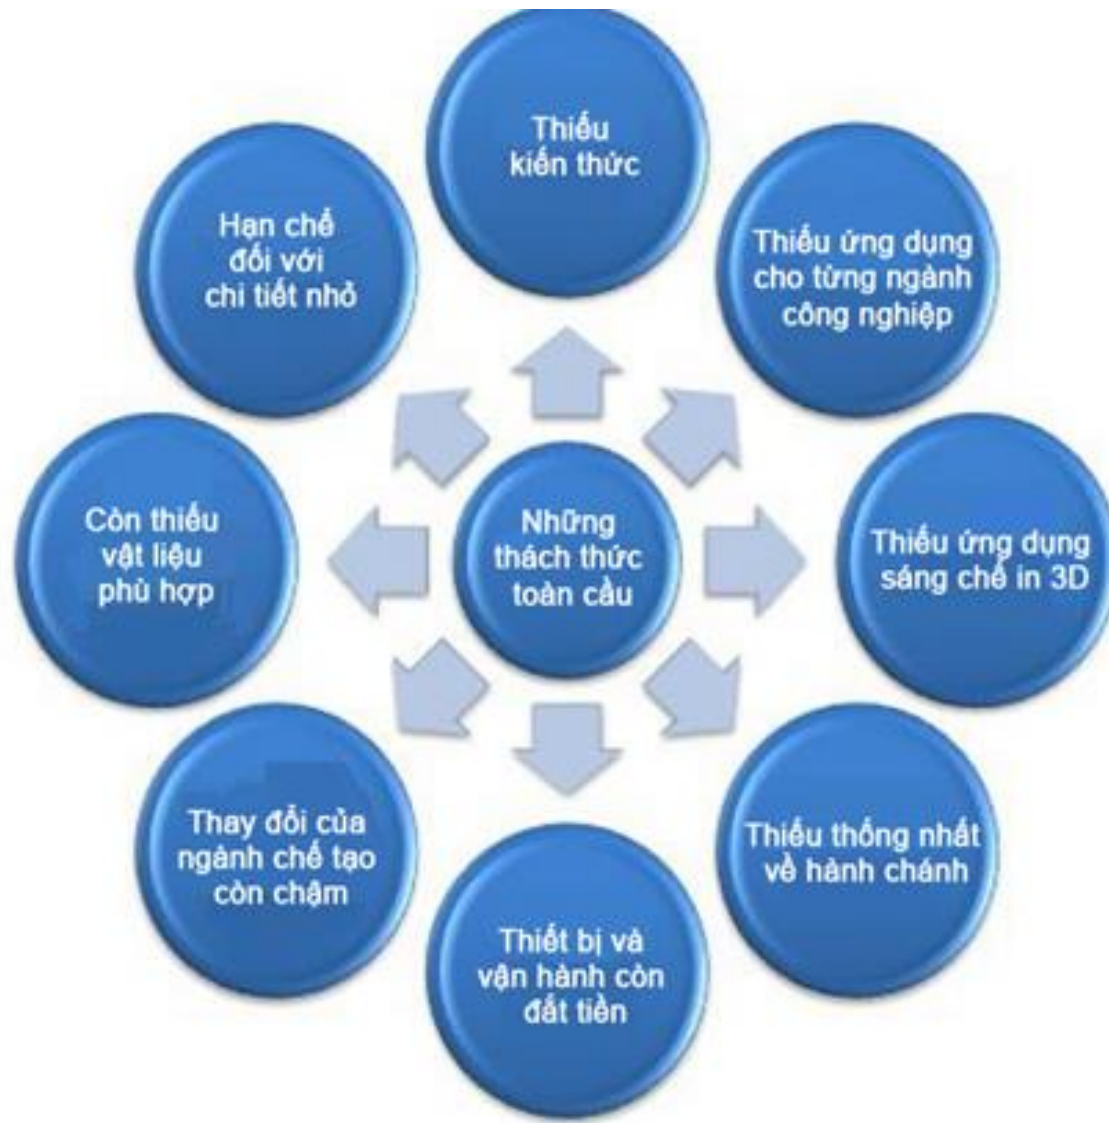 Thiếu
kiến thức
Thiếu ứng dụng
cho từng ngành
công nghiệp
Thiếu ứng dụng
sáng chế in 3D
Thiếu thống nhất
về hành chánh
Thiết bị và
vận hành còn
đắt tiền
Thay đổi của
ngành chế tạo
còn chậm
Còn thiếu
vật liệu
phù hợp
Hạn chế
đối với
chi tiết nhỏ
Những
thách thức
toàn cầu